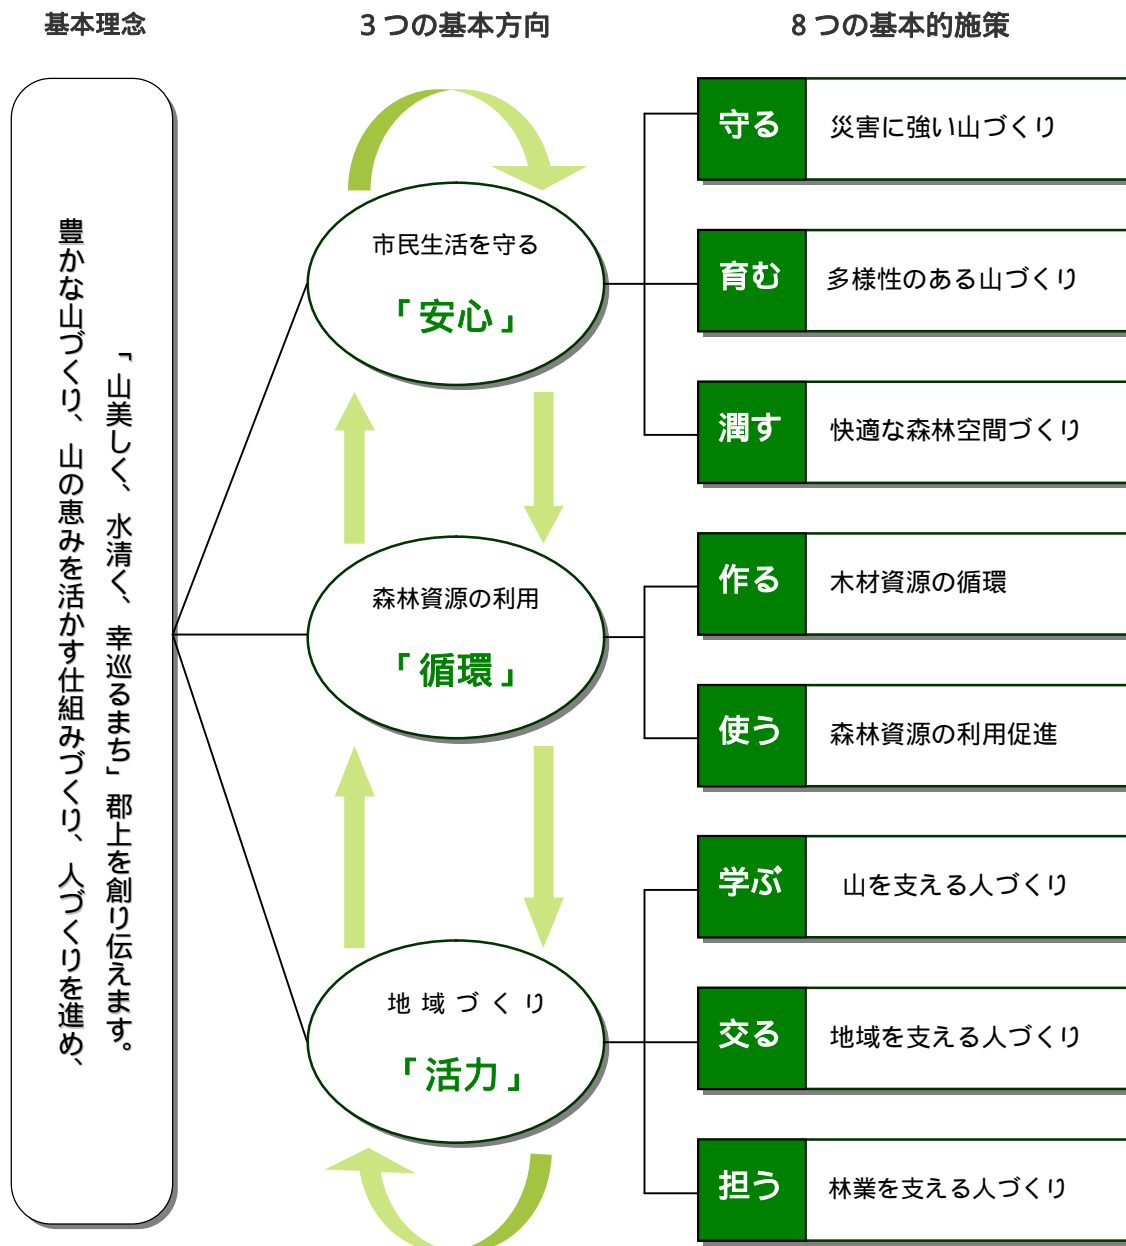 基本理念
3つの基本方向
8つの基本的施策
「山美しく、水清く、幸巡るまち」郡上を創り伝えます。
豊かな山づくり、山の恵みを活かす仕組みづくり、人づくりを進め、
市民生活を守る
「安心」
森林資源の利用
「循環」
地域づくり
「活力」
守る 災害に強い山づくり
育む 多様性のある山づくり
潤す 快適な森林空間づくり
作る 木材資源の循環
使う 森林資源の利用促進
学ぶ 山を支える人づくり
交る 地域を支える人づくり
担う 林業を支える人づくり